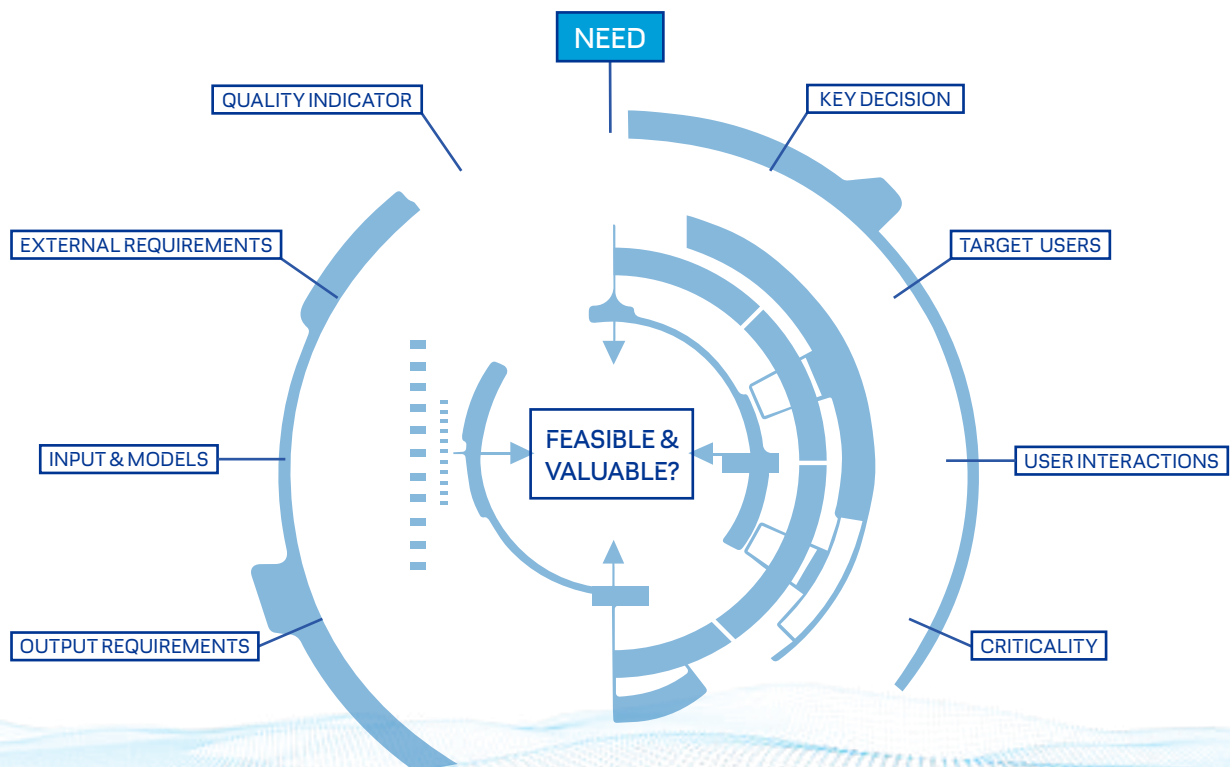 NEED
QUALITY INDICATOR
KEY DECISION
EXTERNAL REQUIREMENTS
TARGET USERS
FEASIBLE &
VALUABLE?
INPUT & MODELS
USER INTERACTIONS
OUTPUT REQUIREMENTS
CRITICALITY